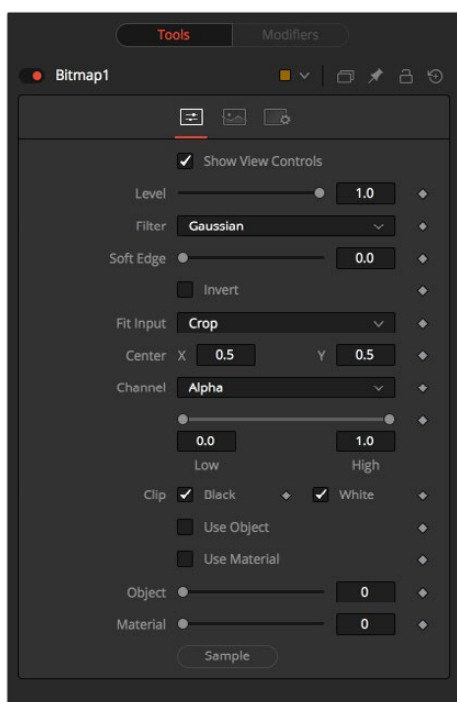 Tools Modifiers
Bitmap1
Show View Controls
Level 1.0
Filter Gaussian
Soft Edge 0.0
Invert
Fit Input Crop
Center X 0.5 Y 0.5
Channel Alpha
0.0 1.0
Low High
Clip Black White
Use Object
Use Material
Object 0
Material 0
Sample